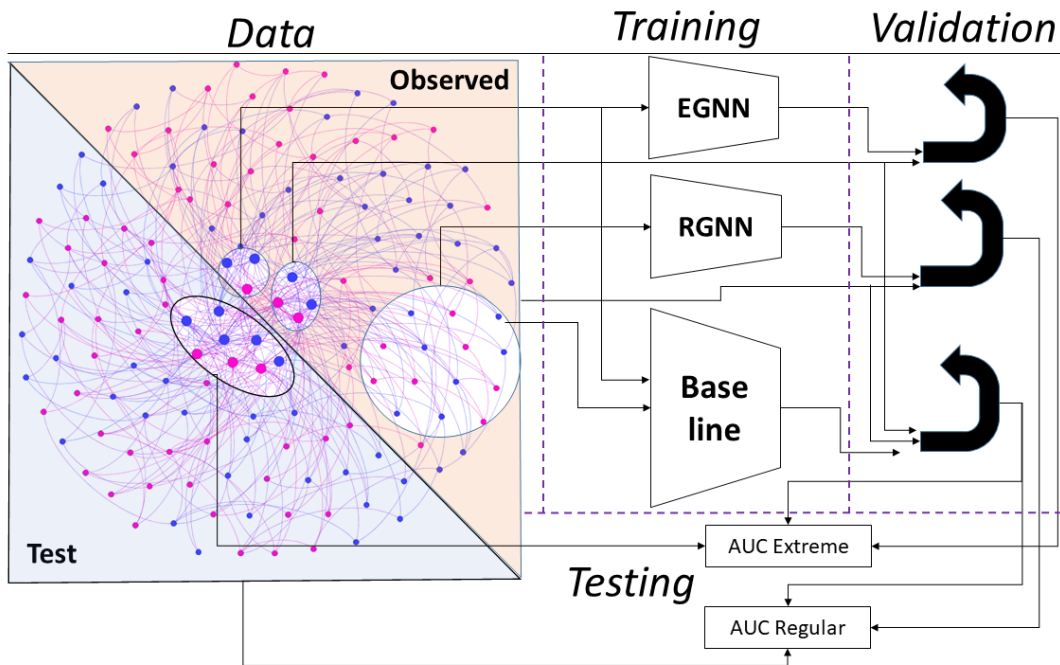 Data
Training
Validation
Observed
EGNN
RGNN
Base
line
Test
AUC Extreme
Testing
AUC Regular